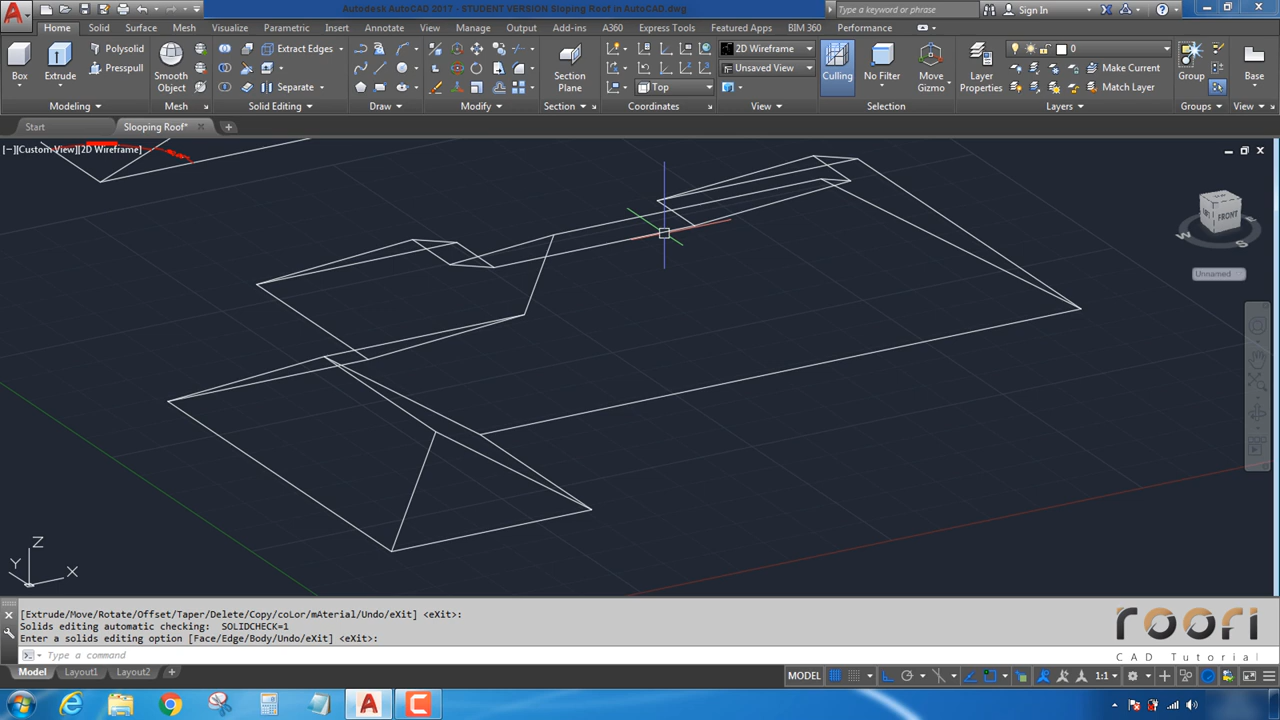 Autodesk AutoCAD 2017 - STUDENT VERSION Sloping Roof in AutoCAD.dwg
Type a keyword or phrase
Sign In
Home Solid Surface Mesh Visualize Parametric Insert Annotate View Manage Output Add-ins A360 Express Tools Featured Apps BIM 360 Performance
Box
Extrude
Polysolid
Presspull
Modeling
Smooth
Object
Mesh
Extract Edges
Separate
Solid Editing
Draw
Modify
Section
Plane
Section
Top
Coordinates
2D Wireframe
Unsaved View
View
Culling
No Filter
Move
Gizmo
Selection
Layer
Properties
0
Make Current
Match Layer
Layers
Group
Groups
Base
View
Start
Slooping Roof*
[−][Custom View][2D Wireframe]
FRONT
S
Unnamed
Z
Y
X
[Extrude/Move/Rotate/Offset/Taper/Delete/Copy/coLor/mAterial/Undo/eXit] <eXit>:
Solids editing automatic checking: SOLIDCHECK=1
Enter a solids editing option [Face/Edge/Body/Undo/eXit] <eXit>:
Type a command
roofi
CAD Tutorial
Model Layout1 Layout2
MODEL
1:1